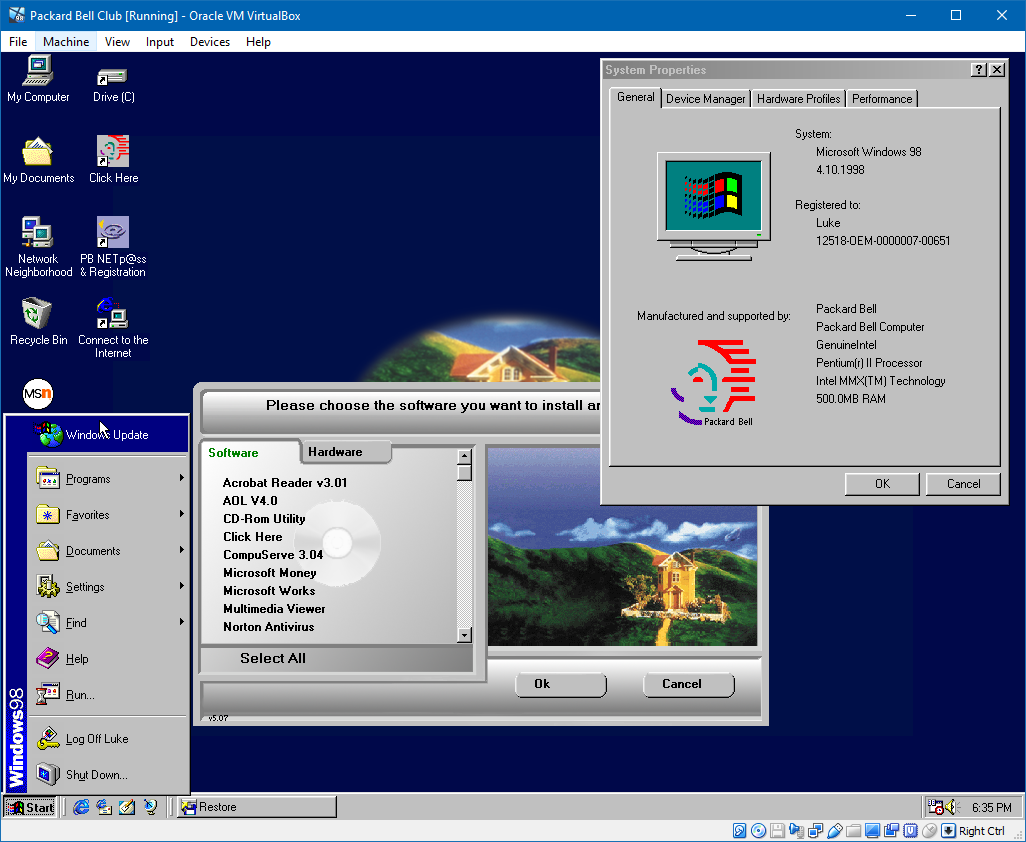 Packard Bell Club [Running] - Oracle VM VirtualBox
File Machine View Input Devices Help
My Computer
Drive (C)
My Documents
Click Here
Network
Neighborhood
PB NETp@ss
& Registration
Recycle Bin
Connect to the
Internet
MSn
System Properties
General Device Manager Hardware Profiles Performance
System:
Microsoft Windows 98
4.10.1998
Registered to:
Luke
12518-OEM-0000007-00651
Manufactured and supported by:
Packard Bell
Packard Bell Computer
GenuineIntel
Pentium(r) II Processor
Intel MMX(TM) Technology
500.0MB RAM
Packard Bell
OK Cancel
Please choose the software you want to install
Software Hardware
Acrobat Reader v3.01
AOL V4.0
CD-Rom Utility
Click Here
CompuServe 3.04
Microsoft Money
Microsoft Works
Multimedia Viewer
Norton Antivirus
Select All
Ok Cancel
v5.07
Windows Update
Programs
Favorites
Documents
Settings
Find
Help
Run...
Log Off Luke
Shut Down...
Windows98
Start
Restore
6:35 PM
Right Ctrl